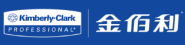 Kimberly-Clark
PROFESSIONAL*
金佰利